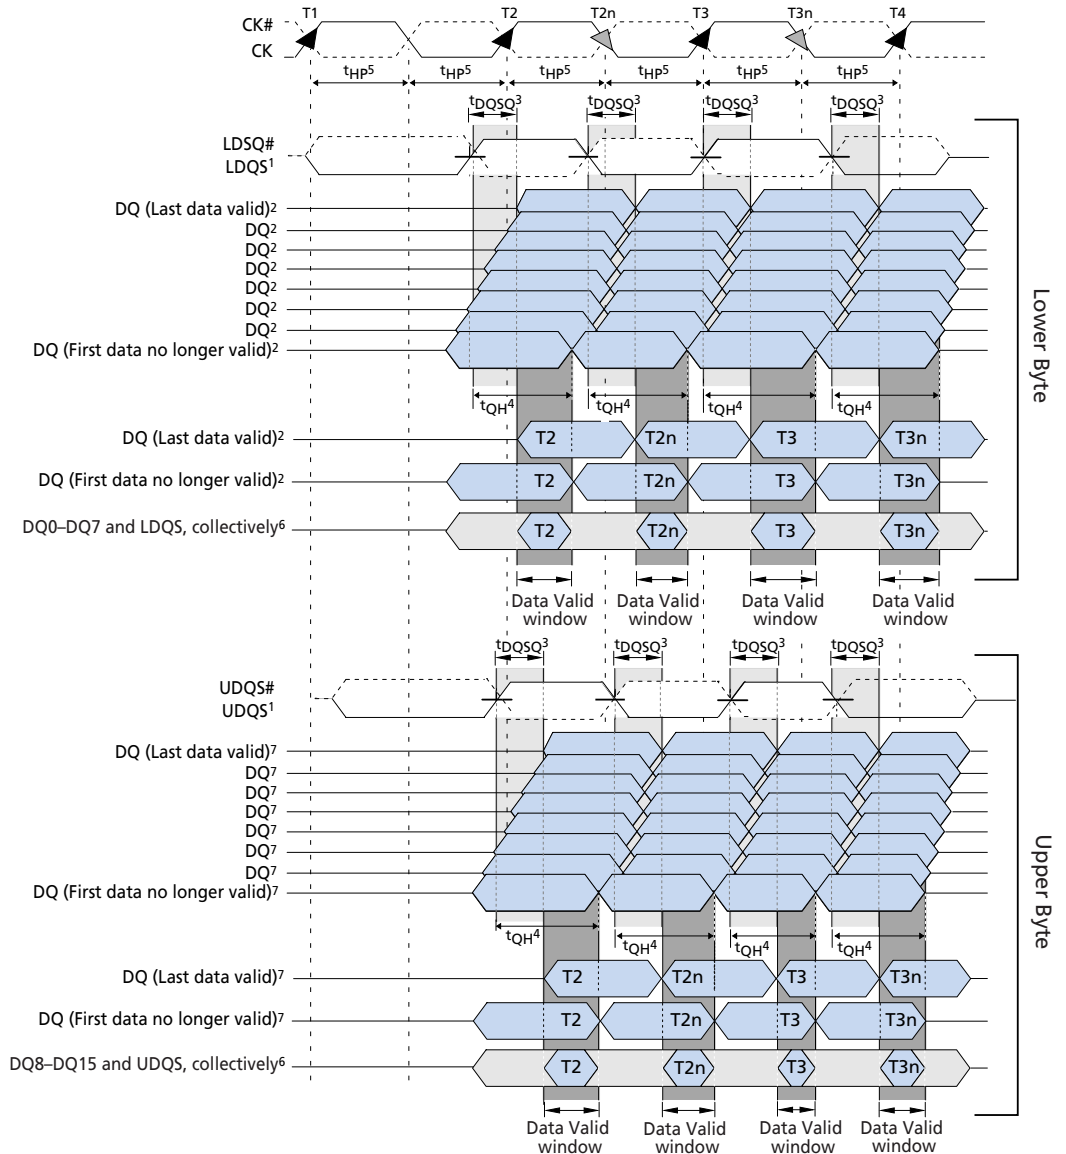 T1 T2 T2n T3 T3n T4
CK#
CK
tHP5 tHP5 tHP5 tHP5 tHP5 tHP5
tDQSQ3 tDQSQ3 tDQSQ3 tDQSQ3
LDSQ#
LDQS1
DQ (Last data valid)2
DQ2
DQ2
DQ2
DQ2
DQ2
DQ2
DQ (First data no longer valid)2
tQH4 tQH4 tQH4 tQH4
DQ (Last data valid)2 T2 T2n T3 T3n
DQ (First data no longer valid)2 T2 T2n T3 T3n
DQ0–DQ7 and LDQS, collectively6 T2 T2n T3 T3n
Data Valid window Data Valid window Data Valid window Data Valid window
Lower Byte
tDQSQ3 tDQSQ3 tDQSQ3 tDQSQ3
UDQS#
UDQS1
DQ (Last data valid)7
DQ7
DQ7
DQ7
DQ7
DQ7
DQ7
DQ (First data no longer valid)7
tQH4 tQH4 tQH4 tQH4
DQ (Last data valid)7 T2 T2n T3 T3n
DQ (First data no longer valid)7 T2 T2n T3 T3n
DQ8–DQ15 and UDQS, collectively6 T2 T2n T3 T3n
Data Valid window Data Valid window Data Valid window Data Valid window
Upper Byte